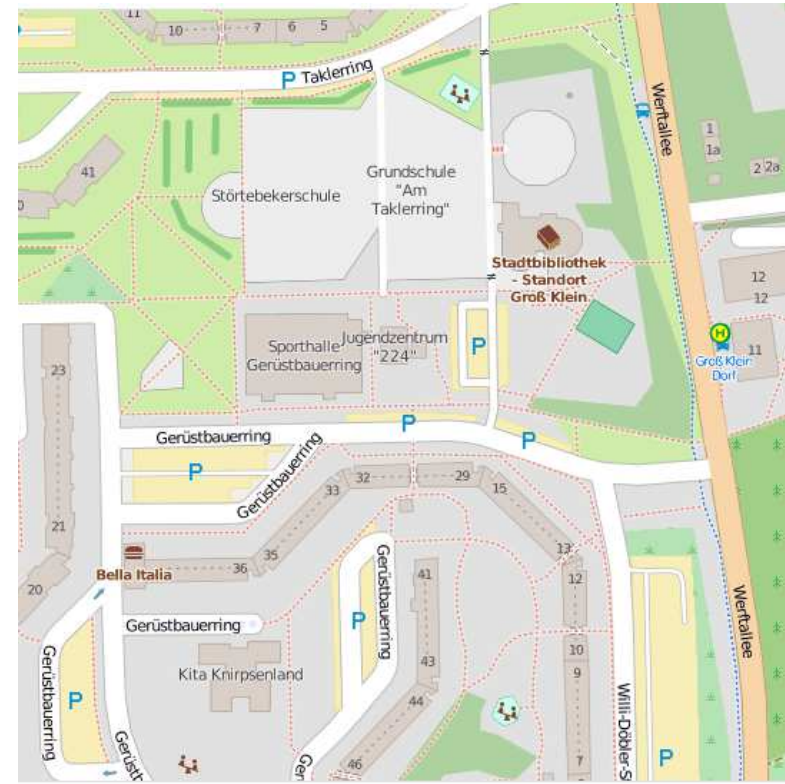 11
10
7
6
5
P
Taklerring
Werftallee
1
1a
2
2a
41
Störtebekerschule
Grundschule
"Am
Taklerring"
Stadtbibliothek
- Standort
Groß Klein
12
12
H
11
Groß Klein
Dorf
23
Sporthalle
Gerüstbauerring
Jugendzentrum
"224"
P
Gerüstbauerring
P
P
P
Gerüstbauerring
33
32
29
15
21
35
36
13
12
20
Bella Italia
41
Gerüstbauerring
Gerüstbauerring
P
10
9
Werftallee
Kita Knirpsenland
43
44
Gerüstbauerring
P
Willi-Döbler-S
46
7
P